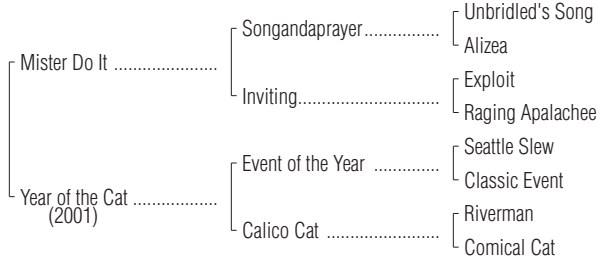 Unbridled's Song
Songandaprayer.................
Alizea
Mister Do It ......................
Exploit
Inviting..............................
Raging Apalachee
Seattle Slew
Event of the Year ..............
Classic Event
Year of the Cat ..................
(2001)
Riverman
Calico Cat ........................
Comical Cat